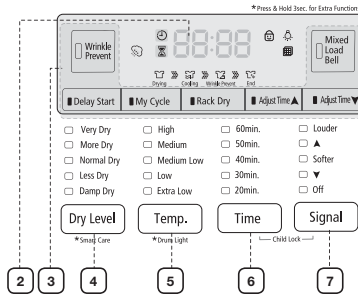 *Press & Hold 3sec. for Extra Function
Wrinkle Prevent
88:88
Mixed Load Bell
Drying Cooling Wrinkle Prevent End
Delay Start My Cycle Rack Dry Adjust Time▲ Adjust Time▼
Very Dry High 60min. Louder
More Dry Medium 50min. ▲
Normal Dry Medium Low 40min. Softer
Less Dry Low 30min. ▼
Damp Dry Extra Low 20min. Off
Dry Level Temp. Time Signal
*Smart Care *Drum Light Child Lock
2 3 4 5 6 7